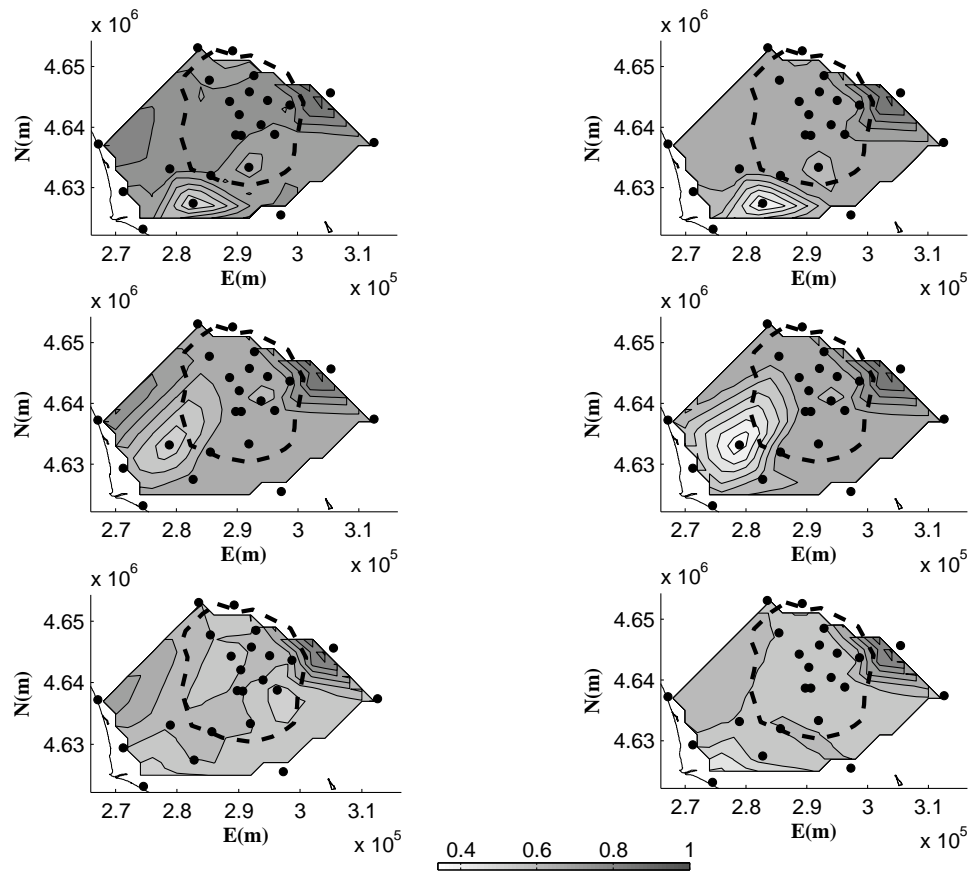 x 10^6 x 10^6
4.65 4.65
4.64 4.64
4.63 4.63
N(m) N(m)
2.7 2.8 2.9 3 3.1 2.7 2.8 2.9 3 3.1
E(m) x 10^5 E(m) x 10^5
x 10^6 x 10^6
4.65 4.65
4.64 4.64
4.63 4.63
N(m) N(m)
2.7 2.8 2.9 3 3.1 2.7 2.8 2.9 3 3.1
E(m) x 10^5 E(m) x 10^5
x 10^6 x 10^6
4.65 4.65
4.64 4.64
4.63 4.63
N(m) N(m)
2.7 2.8 2.9 3 3.1 2.7 2.8 2.9 3 3.1
E(m) x 10^5 E(m) x 10^5
0.4 0.6 0.8 1